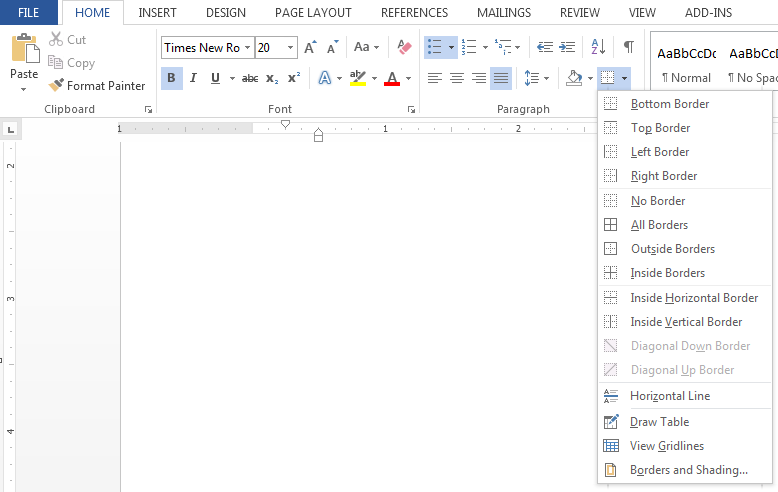 FILE HOME INSERT DESIGN PAGE LAYOUT REFERENCES MAILINGS REVIEW VIEW ADD-INS
Paste
Cut
Copy
Format Painter
Clipboard
Times New Ro 20 A A Aa A
B I U abc x₂ x² A ab A
Font
Paragraph
AaBbCcDc AaBbCcDc
¶ Normal ¶ No Spac
L
1 1 2
2
3
4
Bottom Border
Top Border
Left Border
Right Border
No Border
All Borders
Outside Borders
Inside Borders
Inside Horizontal Border
Inside Vertical Border
Diagonal Down Border
Diagonal Up Border
Horizontal Line
Draw Table
View Gridlines
Borders and Shading...